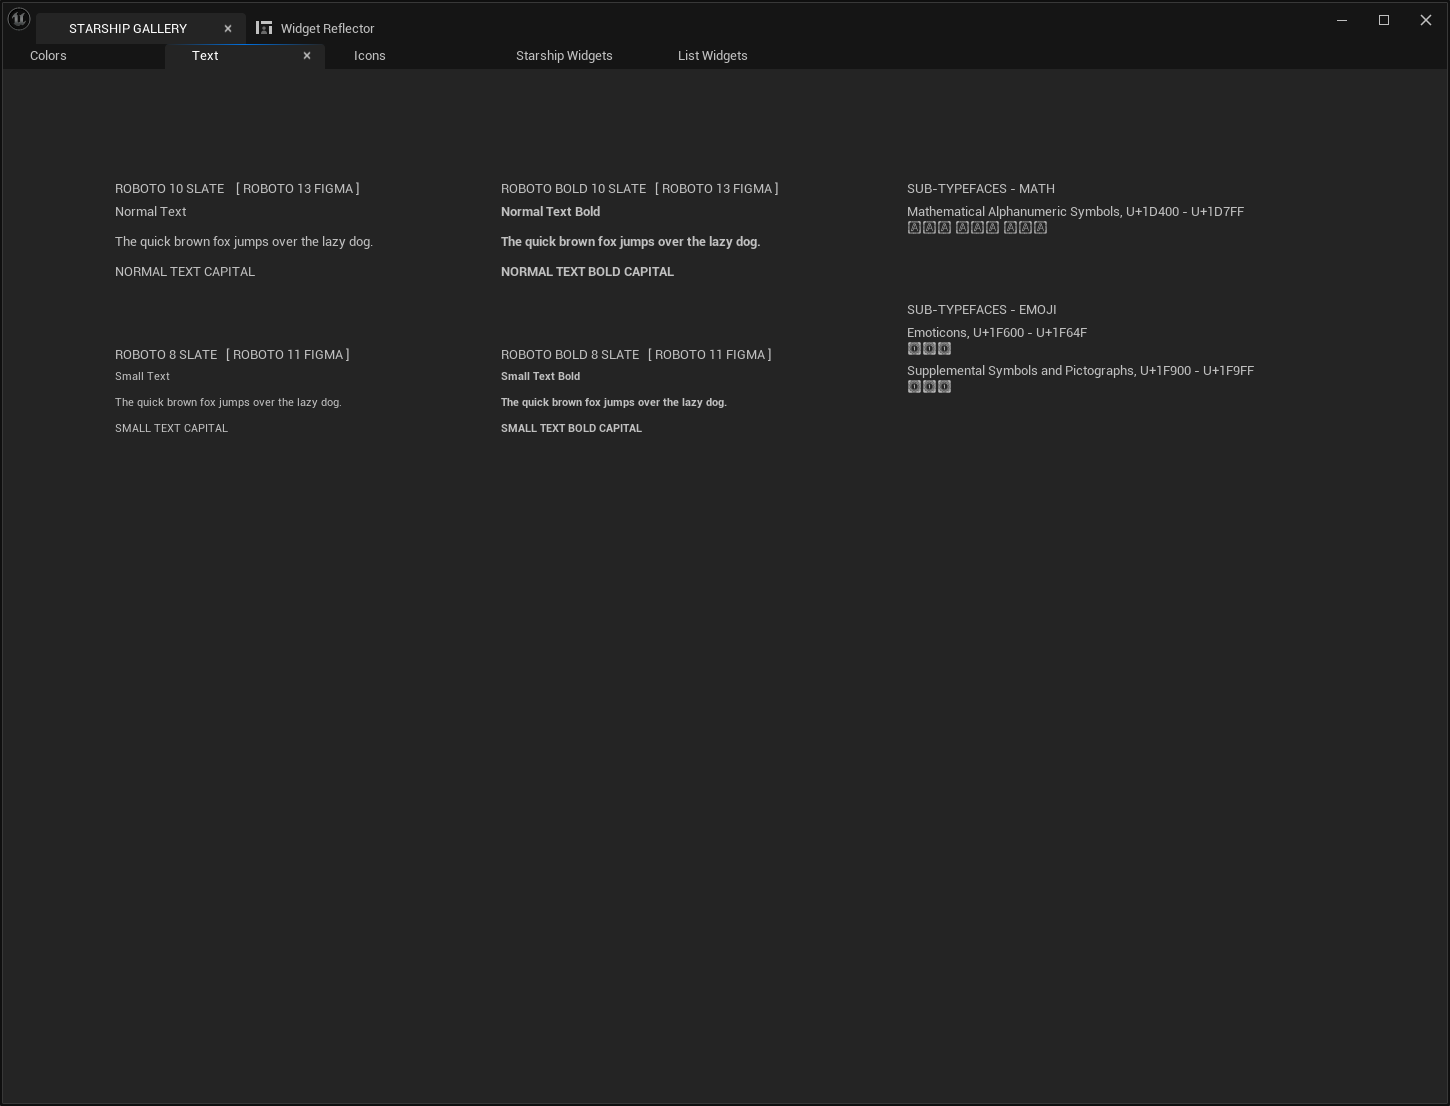 STARSHIP GALLERY
Widget Reflector
Colors
Text
Icons
Starship Widgets
List Widgets
ROBOTO 10 SLATE [ ROBOTO 13 FIGMA ]
Normal Text
The quick brown fox jumps over the lazy dog.
NORMAL TEXT CAPITAL
ROBOTO 8 SLATE [ ROBOTO 11 FIGMA ]
Small Text
The quick brown fox jumps over the lazy dog.
SMALL TEXT CAPITAL
ROBOTO BOLD 10 SLATE [ ROBOTO 13 FIGMA ]
Normal Text Bold
The quick brown fox jumps over the lazy dog.
NORMAL TEXT BOLD CAPITAL
ROBOTO BOLD 8 SLATE [ ROBOTO 11 FIGMA ]
Small Text Bold
The quick brown fox jumps over the lazy dog.
SMALL TEXT BOLD CAPITAL
SUB-TYPEFACES - MATH
Mathematical Alphanumeric Symbols, U+1D400 - U+1D7FF
SUB-TYPEFACES - EMOJI
Emoticons, U+1F600 - U+1F64F
Supplemental Symbols and Pictographs, U+1F900 - U+1F9FF